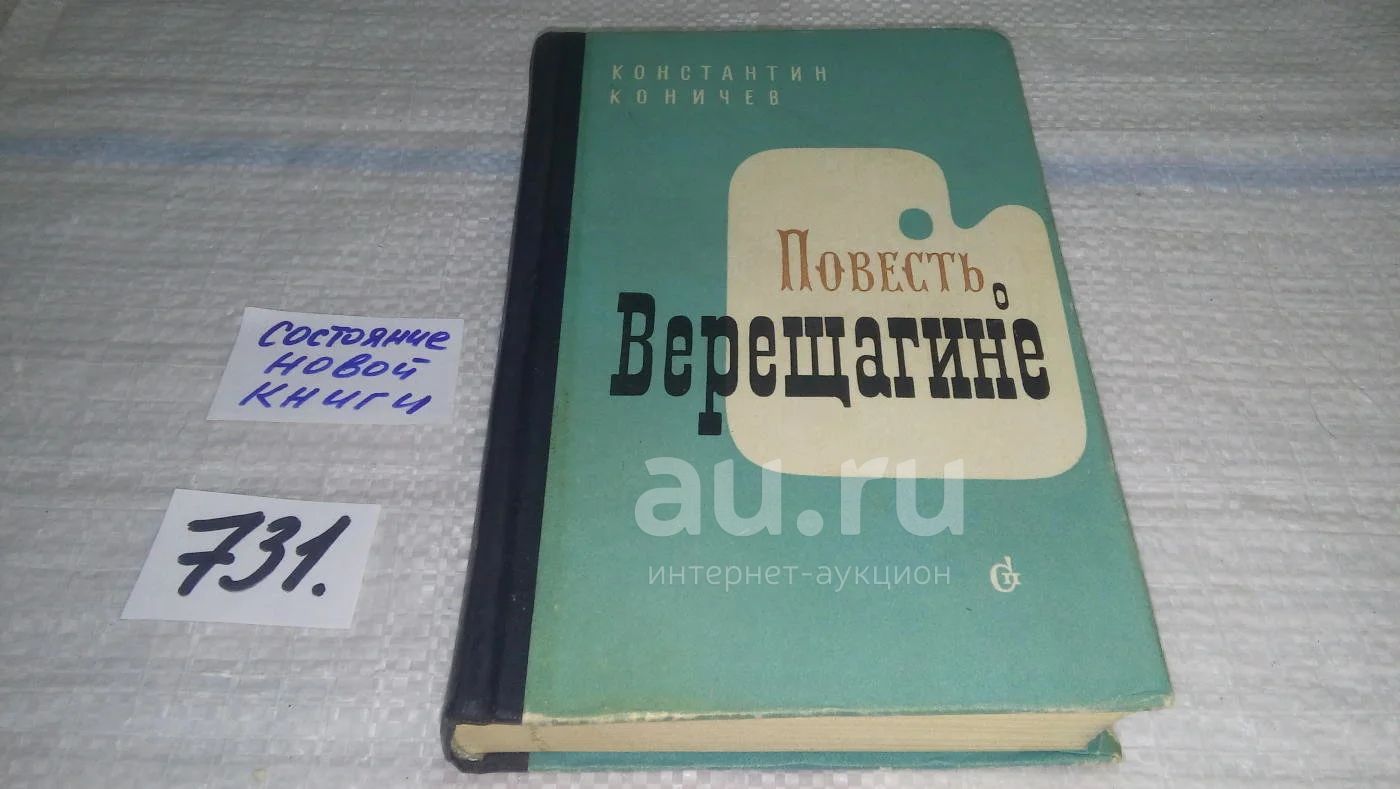 КОНСТАНТИН
КОНИЧЕВ
ПОВЕСТЬ
О
ВЕРЕЩАГИНЕ
СОСТОЯНИЕ
НОВОЙ
КНИГИ
731.
au.ru
интернет-аукцион